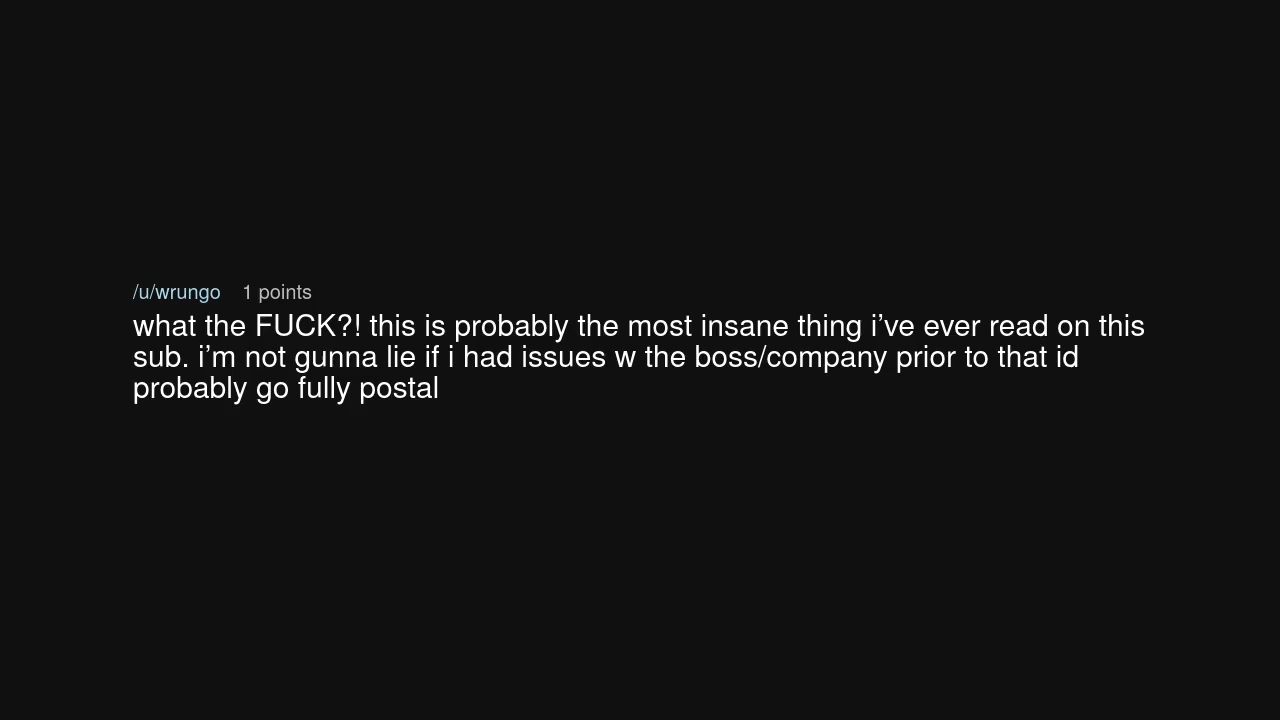 /u/wrungo 1 points
what the FUCK?! this is probably the most insane thing i’ve ever read on this
sub. i’m not gunna lie if i had issues w the boss/company prior to that id
probably go fully postal